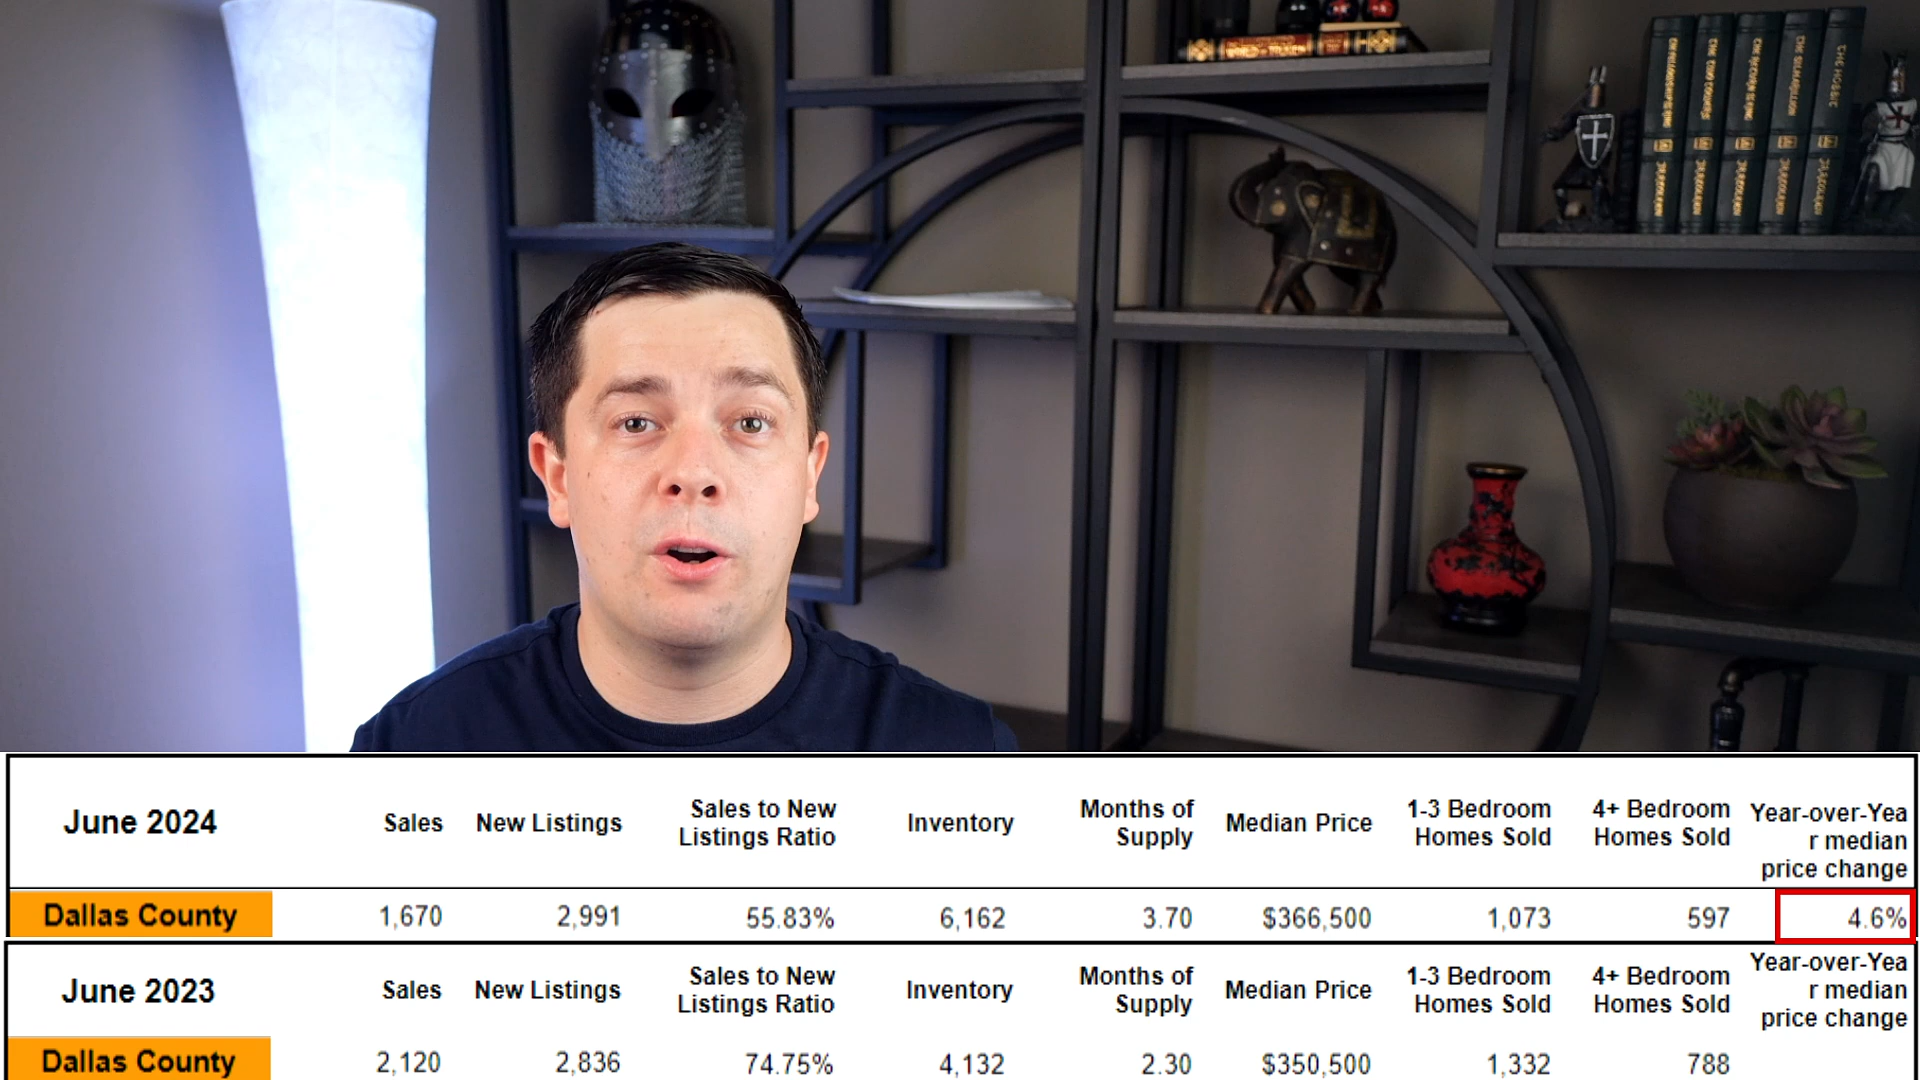 THE HOBBIT
June 2024
Sales
New Listings
Sales to New
Listings Ratio
Inventory
Months of
Supply
Median Price
1-3 Bedroom
Homes Sold
4+ Bedroom
Homes Sold
Year-over-Yea
r median
price change
Dallas County
1,670
2,991
55.83%
6,162
3.70
$366,500
1,073
597
4.6%
June 2023
Sales
New Listings
Sales to New
Listings Ratio
Inventory
Months of
Supply
Median Price
1-3 Bedroom
Homes Sold
4+ Bedroom
Homes Sold
Year-over-Yea
r median
price change
Dallas County
2,120
2,836
74.75%
4,132
2.30
$350,500
1,332
788